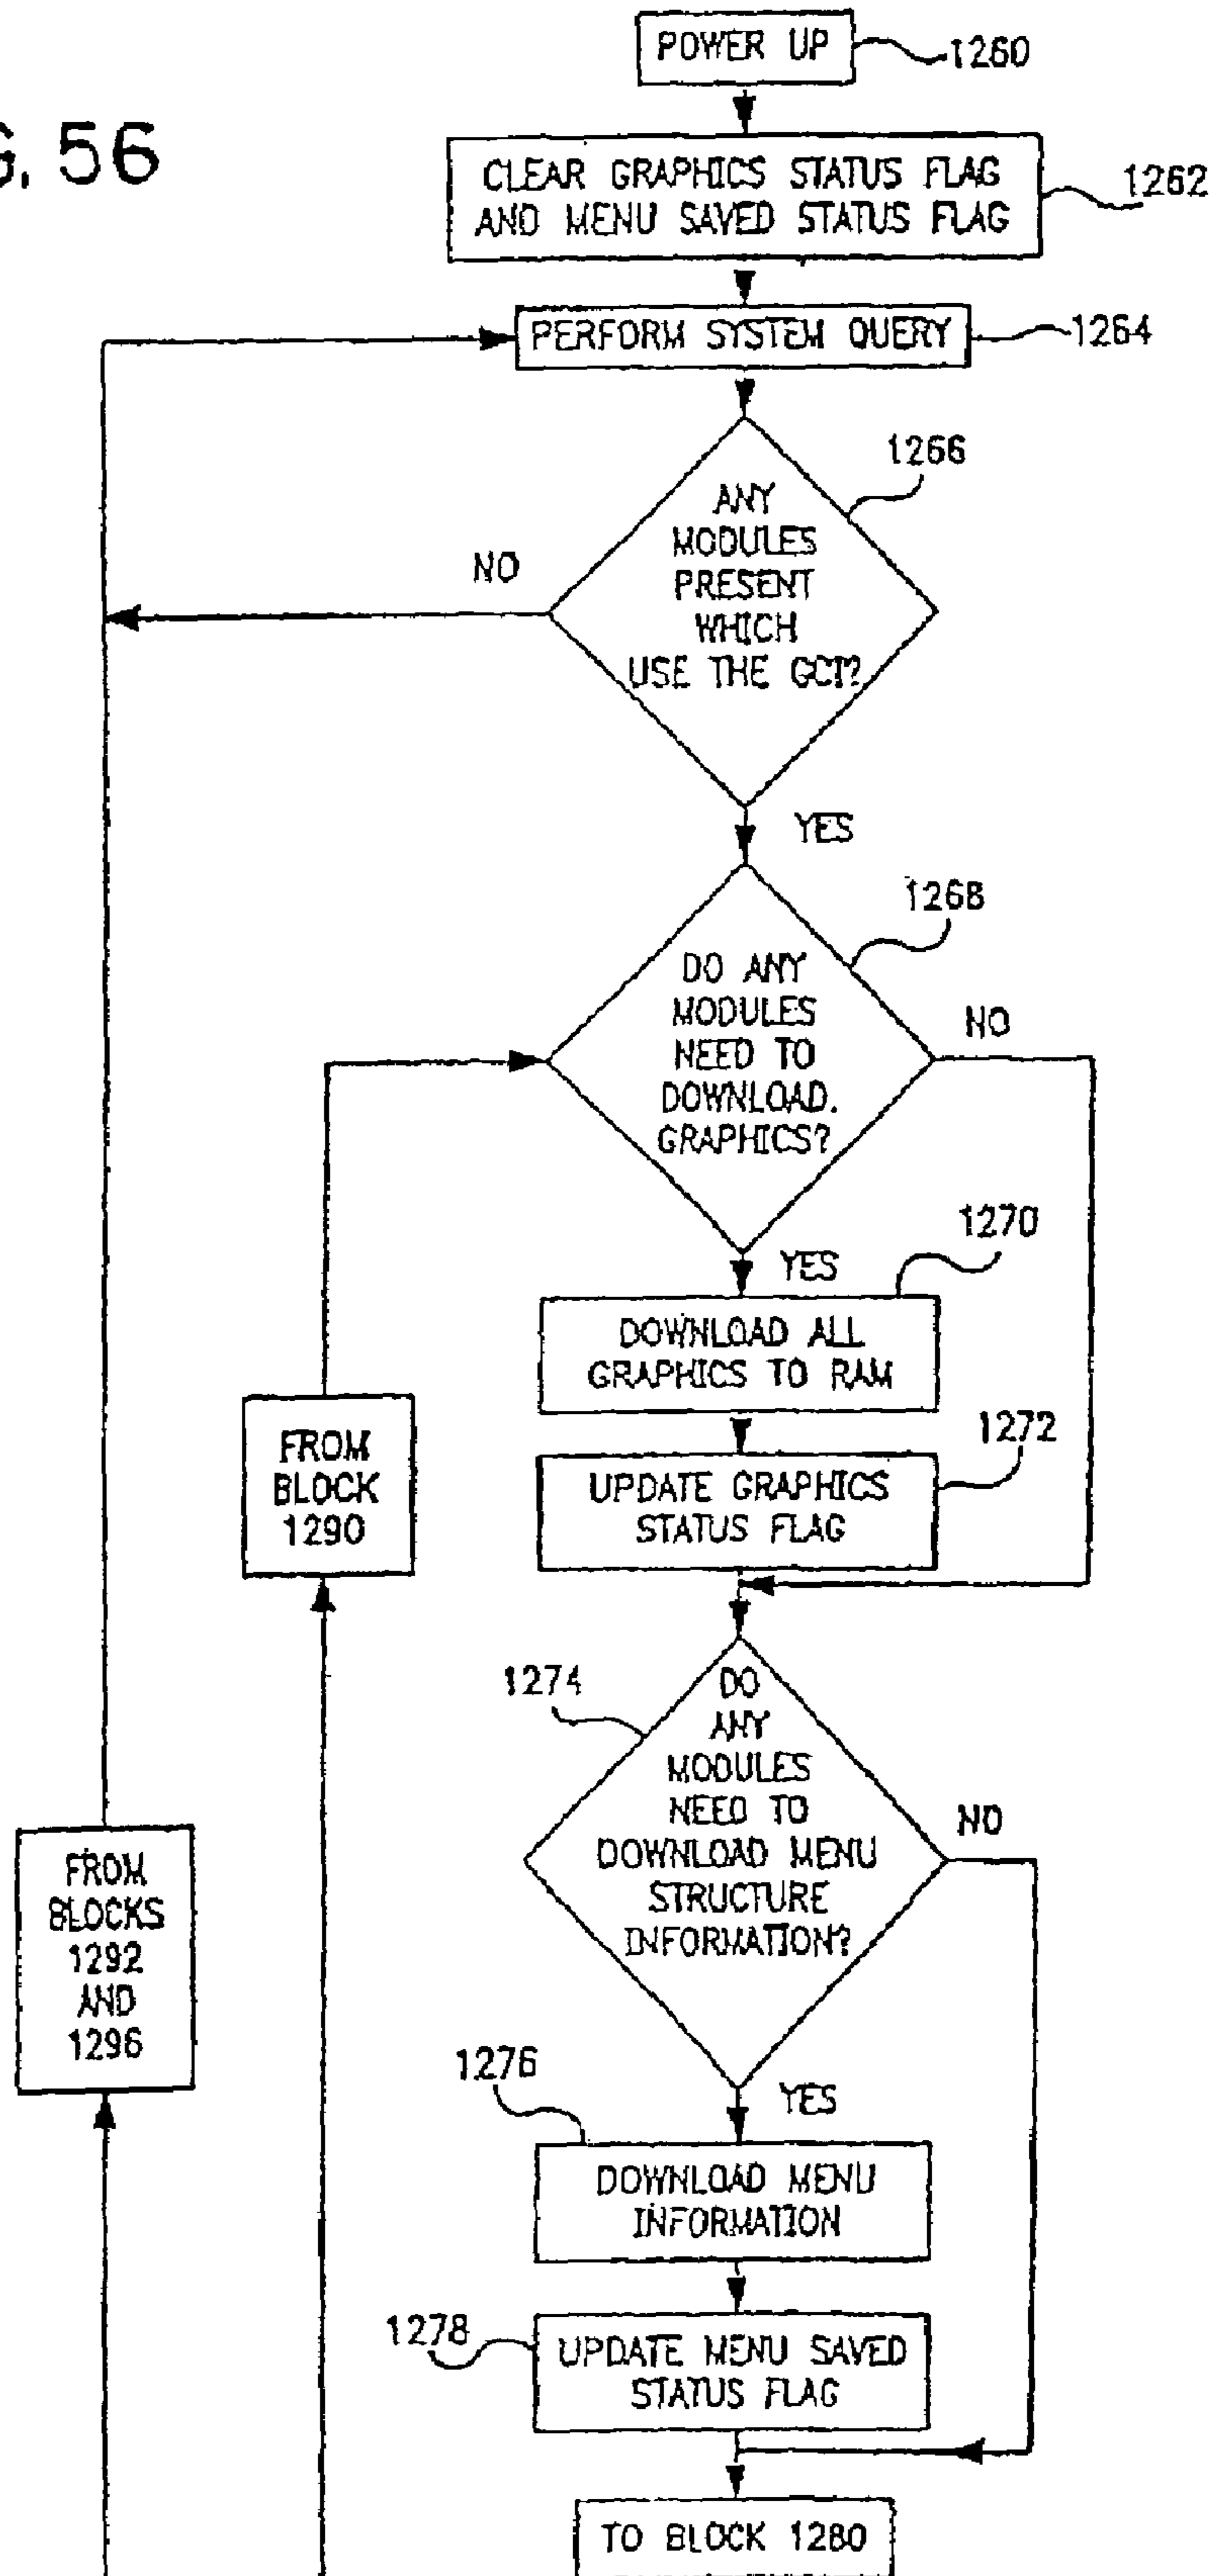 G. 56
POWER UP
1260
CLEAR GRAPHICS STATUS FLAG
AND MENU SAVED STATUS FLAG
1262
PERFORM SYSTEM QUERY
1264
1266
ANY
MODULES
PRESENT
WHICH
USE THE GCI?
NO
YES
1268
DO ANY
MODULES
NEED TO
DOWNLOAD.
GRAPHICS?
NO
YES
1270
DOWNLOAD ALL
GRAPHICS TO RAM
1272
UPDATE GRAPHICS
STATUS FLAG
FROM
BLOCK
1290
1274
DO
ANY
MODULES
NEED TO
DOWNLOAD MENU
STRUCTURE
INFORMATION?
NO
YES
FROM
BLOCKS
1292
AND
1296
1276
DOWNLOAD MENU
INFORMATION
1278
UPDATE MENU SAVED
STATUS FLAG
TO BLOCK 1280